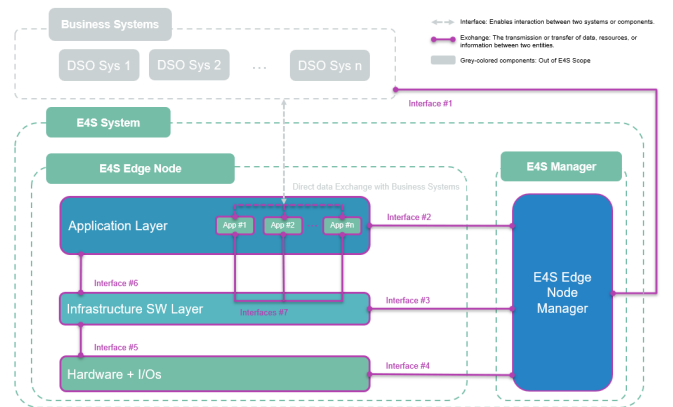 Business Systems
DSO Sys 1
DSO Sys 2
...
DSO Sys n
Interface: Enables interaction between two systems or components.
Exchange: The transmission or transfer of data, resources, or
information between two entities.
Grey-colored components: Out of E4S Scope
Interface #1
E4S System
E4S Edge Node
E4S Manager
Direct data Exchange with Business Systems
Application Layer
App #1
App #2
...
App #n
Interface #2
E4S Edge
Node
Manager
Interface #6
Infrastructure SW Layer
Interfaces #7
Interface #3
Interface #5
Hardware + I/Os
Interface #4